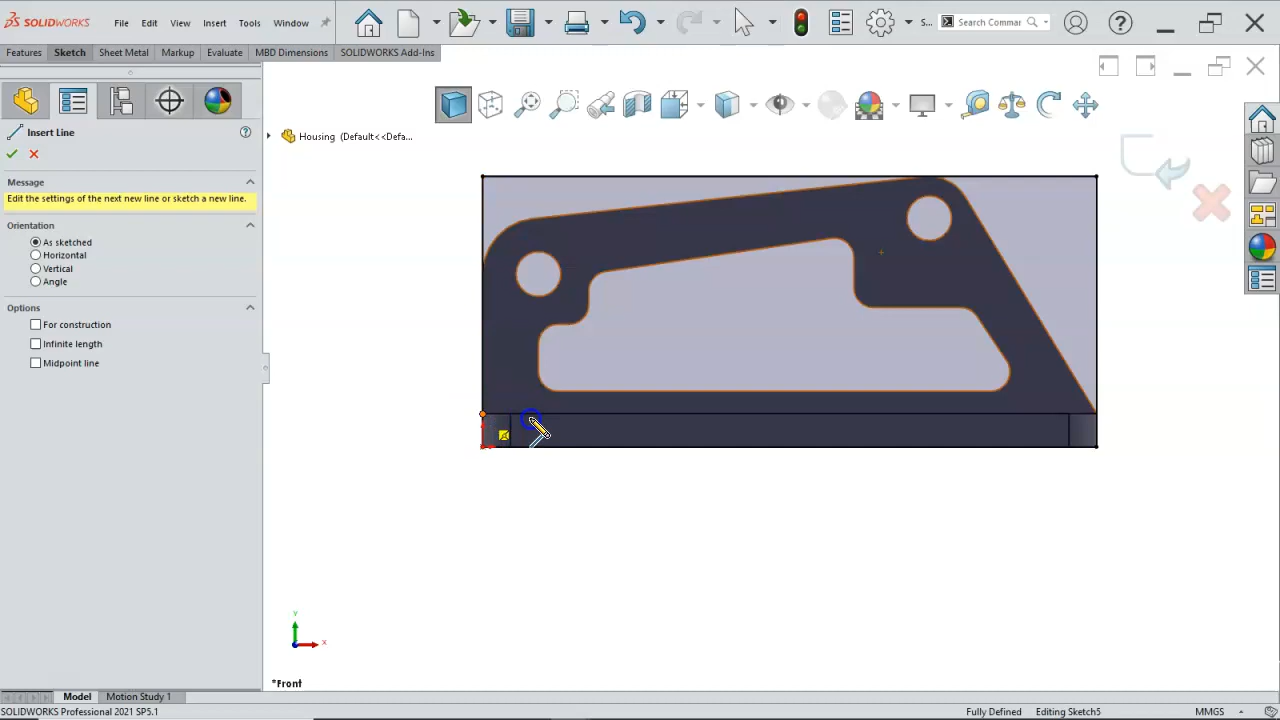 SOLIDWORKS File Edit View Insert Tools Window S... Search Commar
Features Sketch Sheet Metal Markup Evaluate MBD Dimensions SOLIDWORKS Add-Ins
Insert Line
Message
Edit the settings of the next new line or sketch a new line.
Orientation
As sketched
Horizontal
Vertical
Angle
Options
For construction
Infinite length
Midpoint line
Housing (Default<<Defa...
Y
X
*Front
Model Motion Study 1
SOLIDWORKS Professional 2021 SP5.1 Fully Defined Editing Sketch5 MMGS